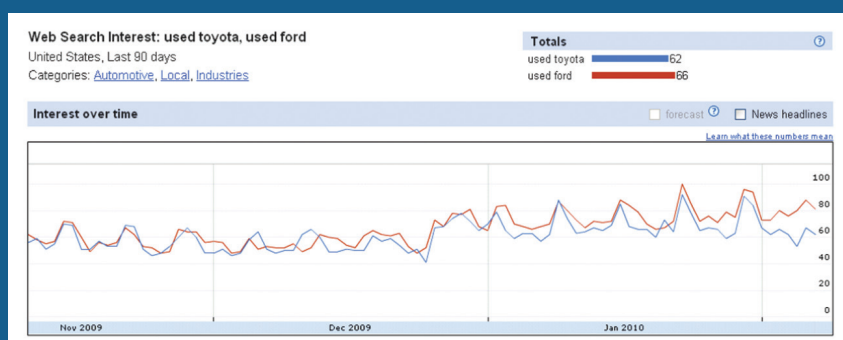 Web Search Interest: used toyota, used ford
United States, Last 90 days
Categories: Automotive, Local, Industries
Totals
used toyota 62
used ford 66
Interest over time
forecast News headlines
Learn what these numbers mean
100
80
60
40
20
0
Nov 2009 Dec 2009 Jan 2010